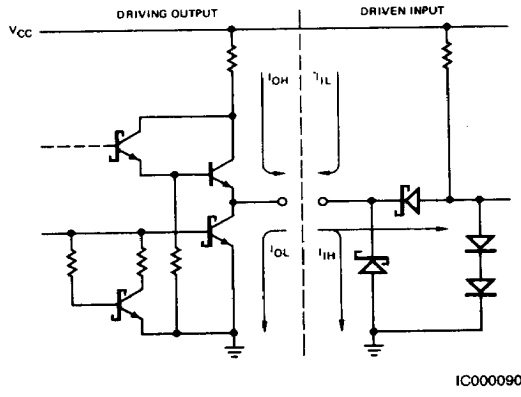 DRIVING OUTPUT
DRIVEN INPUT
VCC
IOH
IIL
IOL
IIH
IC000090